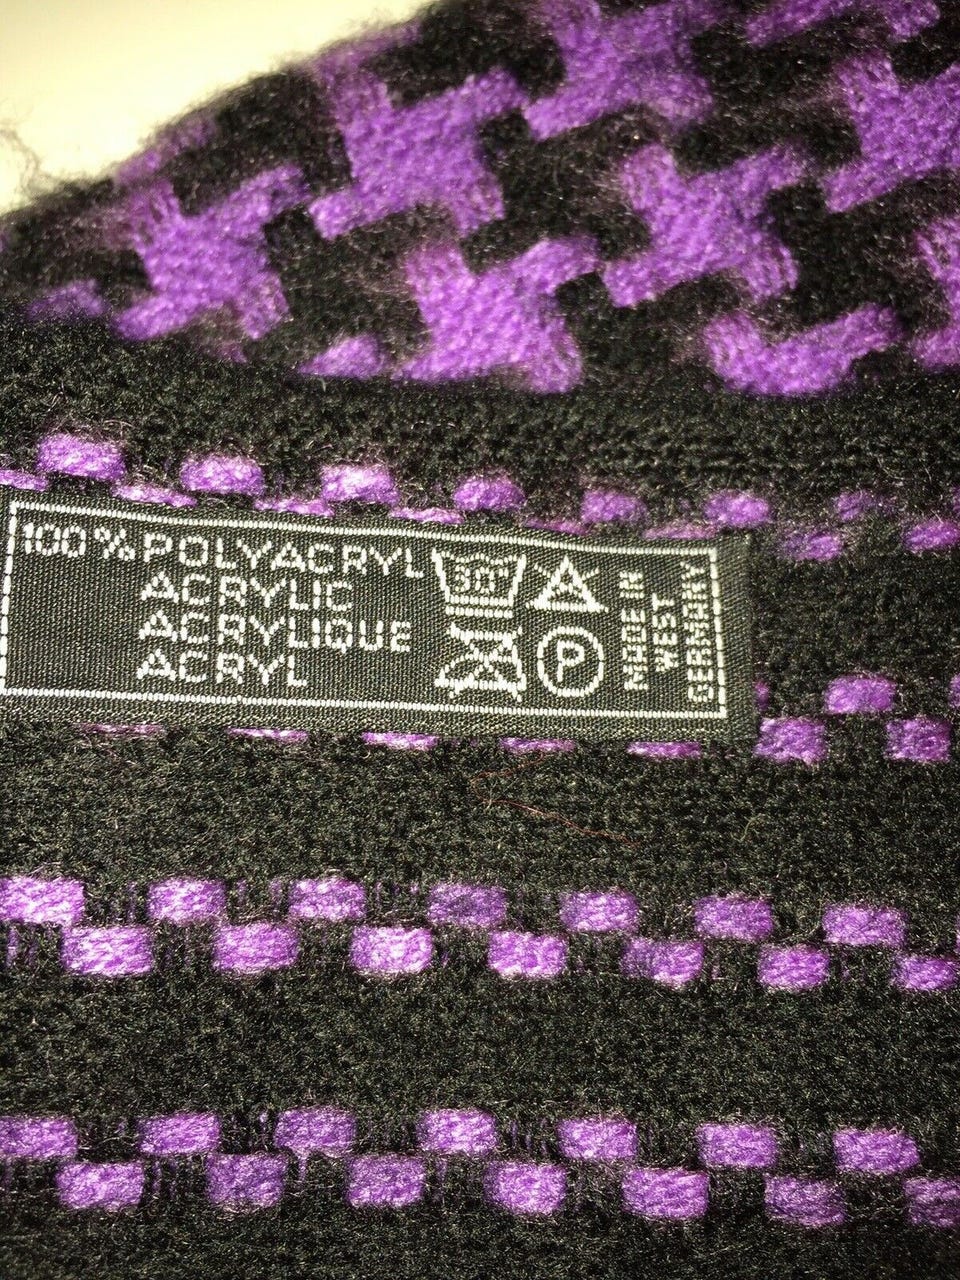 100% POLYACRYL
ACRYLIC
ACRYLIQUE
ACRYL
30°
P
MADE IN
WEST
GERMANY